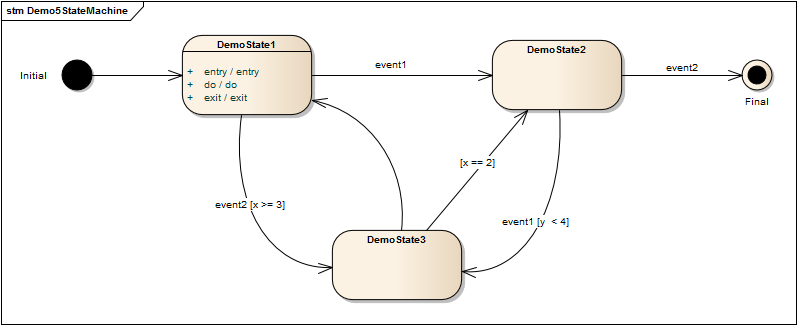 stm Demo5StateMachine
Initial
DemoState1
+ entry / entry
+ do / do
+ exit / exit
event1
DemoState2
event2
Final
[x == 2]
event2 [x >= 3]
event1 [y  < 4]
DemoState3